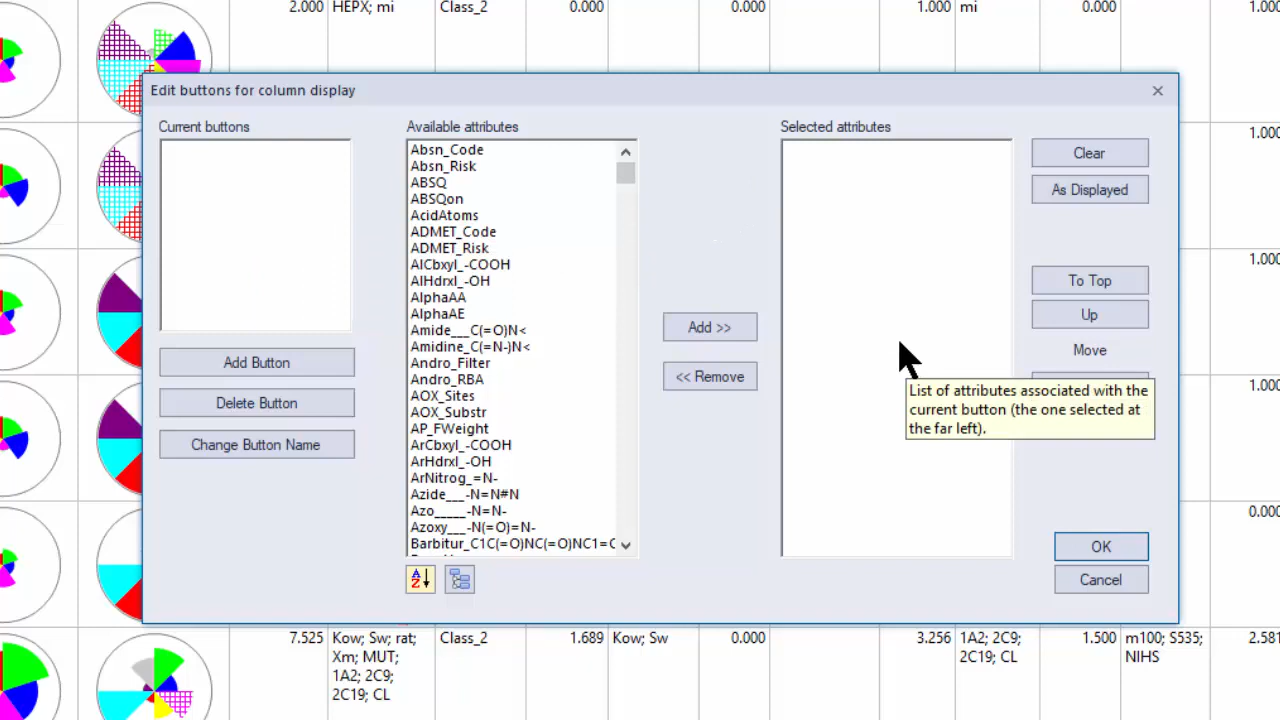 2.000 HEPX; mi Class_2 0.000 0.000 1.000 mi 0.000 1.000
Edit buttons for column display
Current buttons
Available attributes
Selected attributes
Absn_Code
Absn_Risk
ABSQ
ABSQon
AcidAtoms
ADMET_Code
ADMET_Risk
AlCbxyl_-COOH
AlHdrxl_-OH
AlphaAA
AlphaAE
Amide___C(=O)N<
Amidine_C(=N-)N<
Andro_Filter
Andro_RBA
AOX_Sites
AOX_Substr
AP_FWeight
ArCbxyl_-COOH
ArHdrxl_-OH
ArNitrog_=N-
Azide___-N=N#N
Azo_____-N=N-
Azoxy___-N(=O)=N-
Barbitur_C1C(=O)NC(=O)NC1=C
Add Button
Delete Button
Change Button Name
Add >>
<< Remove
Clear
As Displayed
To Top
Up
Move
List of attributes associated with the
current button (the one selected at
the far left).
OK
Cancel
1.000
1.000
1.000
0.000
7.525 Kow; Sw; rat; Class_2 1.689 Kow; Sw 0.000 3.256 1A2; 2C9; 1.500 m100; S535; 2.581
Xm; MUT; 2C19; CL NIHS
1A2; 2C9;
2C19; CL